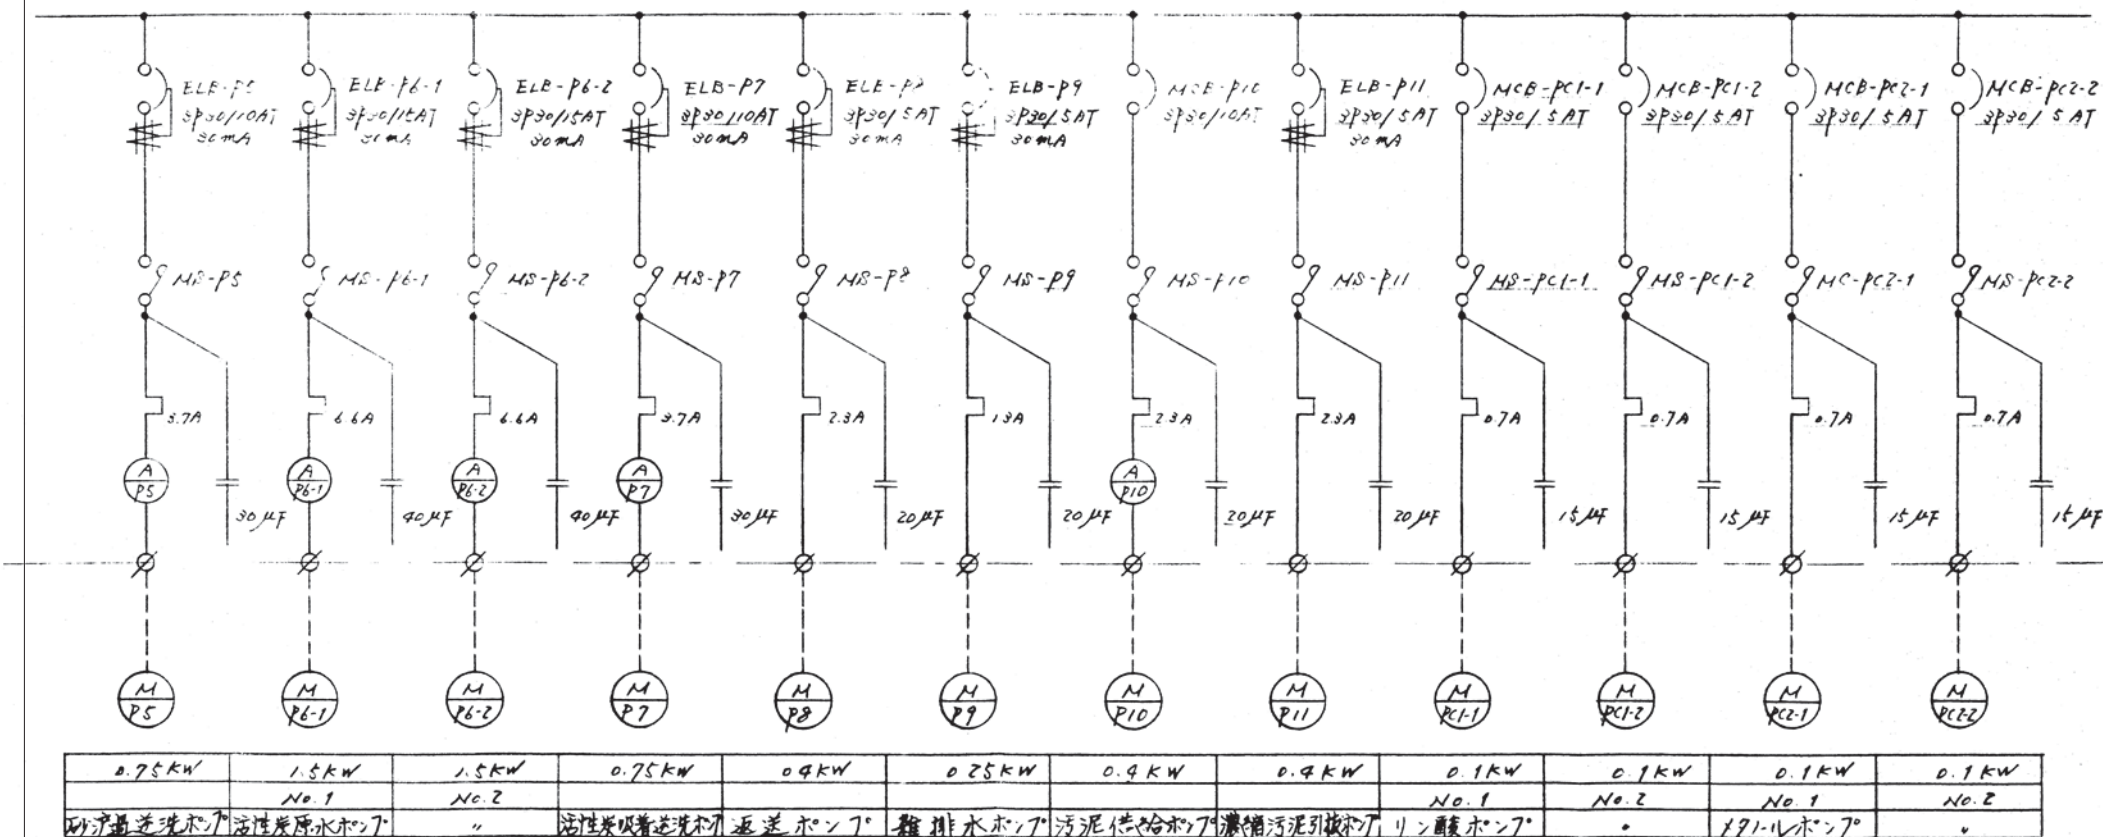 ELB-P5
3P30/10AT
30mA
ELB-P6-1
3P30/15AT
30mA
ELB-P6-2
3P30/15AT
30mA
ELB-P7
3P30/10AT
30mA
ELB-P8
3P30/5AT
30mA
ELB-P9
3P30/5AT
30mA
MCB-P10
3P30/10AT
ELB-P11
3P30/5AT
30mA
MCB-PC1-1
3P30/5AT
MCB-PC1-2
3P30/5AT
MCB-PC2-1
3P30/5AT
MCB-PC2-2
3P30/5AT
MS-P5
MS-P6-1
MS-P6-2
MS-P7
MS-P8
MS-P9
MS-P10
MS-P11
MS-PC1-1
MS-PC1-2
MC-PC2-1
MS-PC2-2
3.7A
6.6A
6.6A
3.7A
2.3A
1.3A
2.3A
2.3A
0.7A
0.7A
0.7A
0.7A
A
P5
A
P6-1
A
P6-2
A
P7
A
P10
30μF
40μF
40μF
30μF
20μF
20μF
20μF
20μF
15μF
15μF
15μF
15μF
M
P5
M
P6-1
M
P6-2
M
P7
M
P8
M
P9
M
P10
M
P11
M
PC1-1
M
PC1-2
M
PC2-1
M
PC2-2
0.75KW 1.5KW 1.5KW 0.75KW 0.4KW 0.25KW 0.4KW 0.4KW 0.1KW 0.1KW 0.1KW 0.1KW
No.1 No.2 No.1 No.2 No.1 No.2
砂沪過逆洗ポンプ 活性炭原水ポンプ 〃 活性炭吸着逆洗ポンプ 返送ポンプ 雑排水ポンプ 汚泥供給ポンプ 濃縮汚泥引抜ポンプ リン酸ポンプ 〃 メタノールポンプ 〃